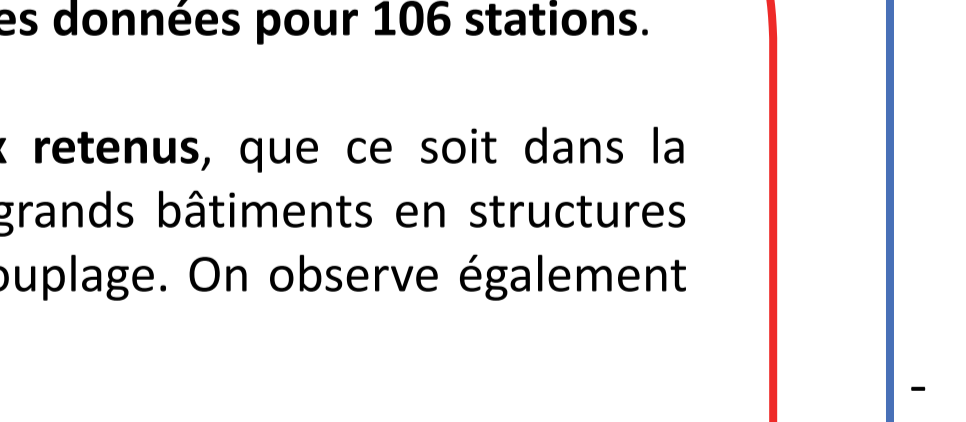 es données pour 106 stations.
retenus, que ce soit dans la
grands bâtiments en structures
ouplage. On observe également
-